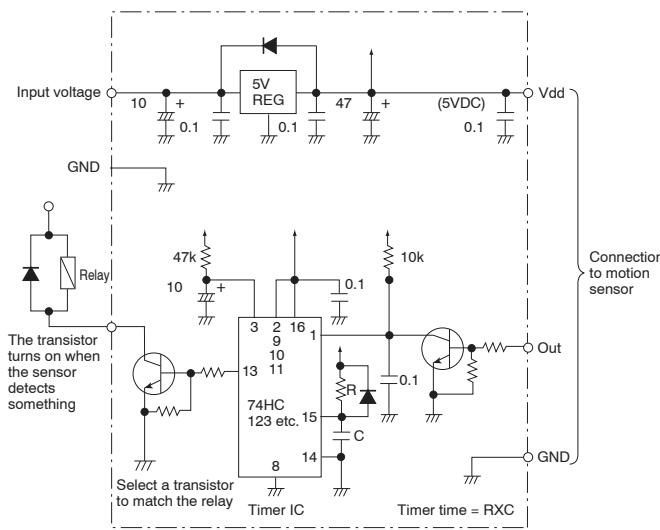 Input voltage
10
+
0.1
5V
REG
0.1
47
+
(5VDC)
0.1
Vdd
GND
Relay
The transistor
turns on when
the sensor
detects
something
47k
10
+
0.1
10k
Connection
to motion
sensor
3
2
16
9
10
11
1
13
74HC
123 etc.
15
14
8
R
C
0.1
Out
GND
Select a transistor
to match the relay
Timer IC
Timer time = RXC